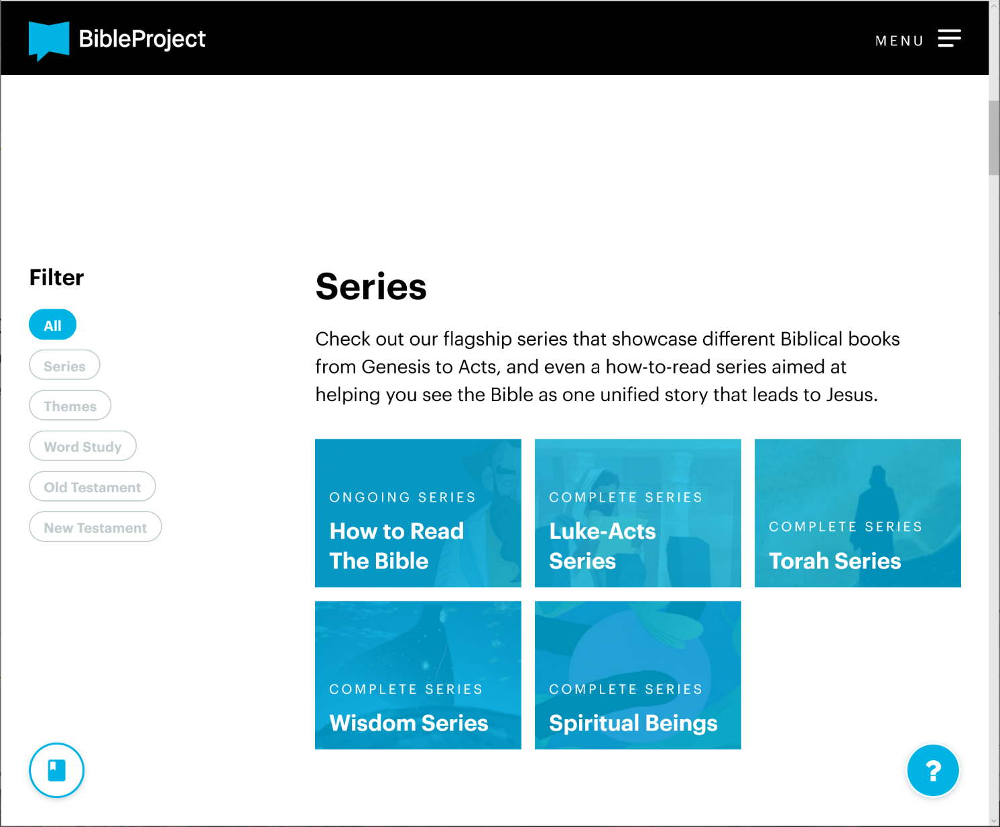 BibleProject
MENU
Filter
All
Series
Themes
Word Study
Old Testament
New Testament
Series
Check out our flagship series that showcase different Biblical books
from Genesis to Acts, and even a how-to-read series aimed at
helping you see the Bible as one unified story that leads to Jesus.
ONGOING SERIES
How to Read
The Bible
COMPLETE SERIES
Luke-Acts
Series
COMPLETE SERIES
Torah Series
COMPLETE SERIES
Wisdom Series
COMPLETE SERIES
Spiritual Beings
?